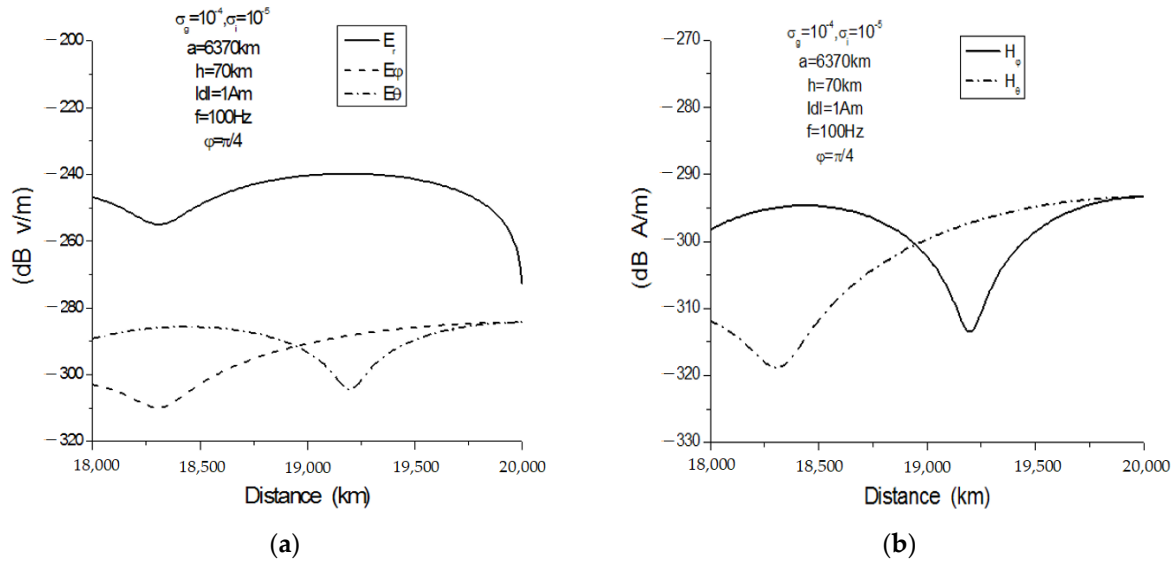 σg=10⁻⁴,σi=10⁻⁵
a=6370km
h=70km
Idl=1Am
f=100Hz
φ=π/4
Er
Eφ
Eθ
−200
−220
−240
−260
−280
−300
−320
(dB v/m)
18,000 18,500 19,000 19,500 20,000
Distance (km)
(a)
σg=10⁻⁴,σi=10⁻⁵
a=6370km
h=70km
Idl=1Am
f=100Hz
φ=π/4
Hφ
Hθ
−270
−280
−290
−300
−310
−320
−330
(dB A/m)
18,000 18,500 19,000 19,500 20,000
Distance (km)
(b)